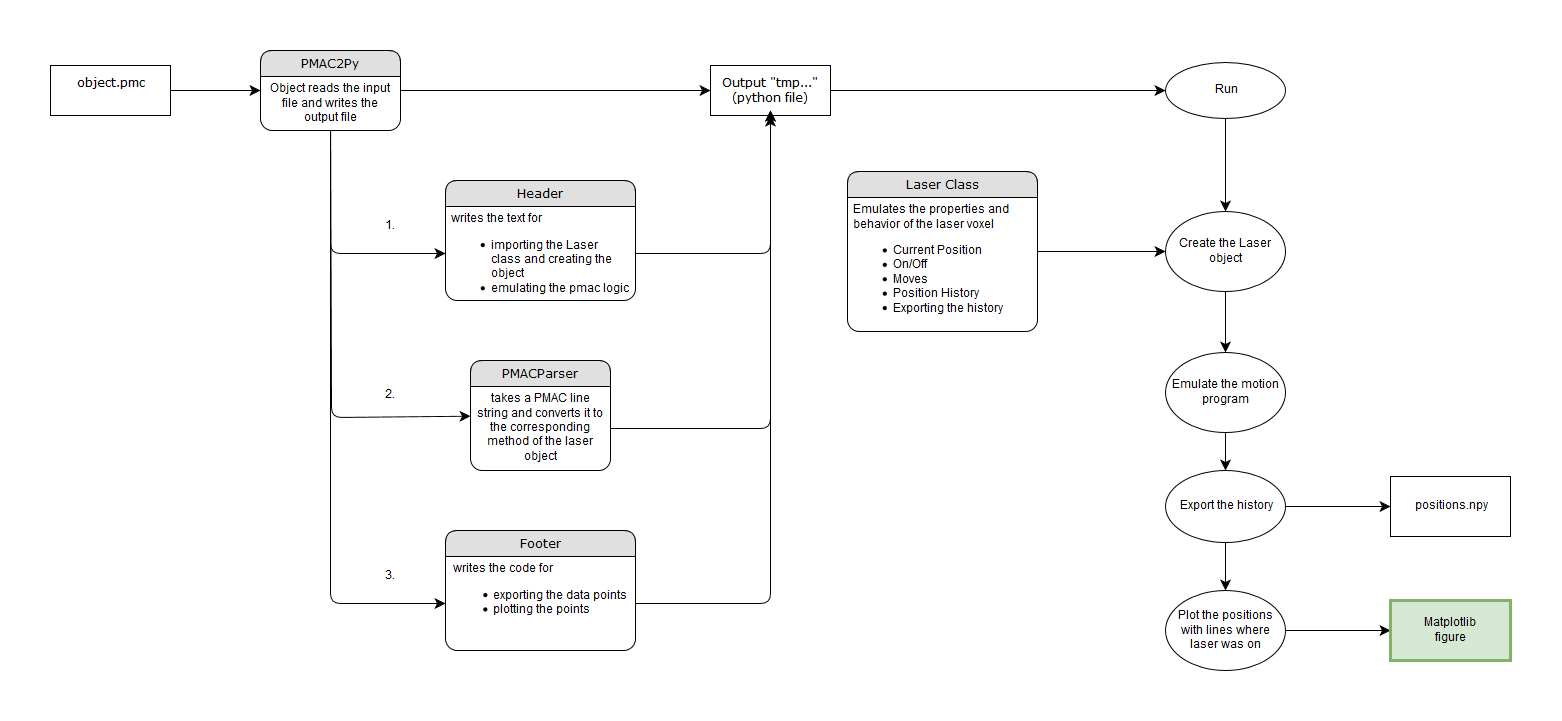 object.pmc
PMAC2Py
Object reads the input
file and writes the
output file
Output "tmp..."
(python file)
Run
1.
Header
writes the text for
• importing the Laser
class and creating the
object
• emulating the pmac logic
Laser Class
Emulates the properties and
behavior of the laser voxel
• Current Position
• On/Off
• Moves
• Position History
• Exporting the history
Create the Laser
object
2.
PMACParser
takes a PMAC line
string and converts it to
the corresponding
method of the laser
object
Emulate the motion
program
Export the history
positions.npy
3.
Footer
writes the code for
• exporting the data points
• plotting the points
Plot the positions
with lines where
laser was on
Matplotlib
figure